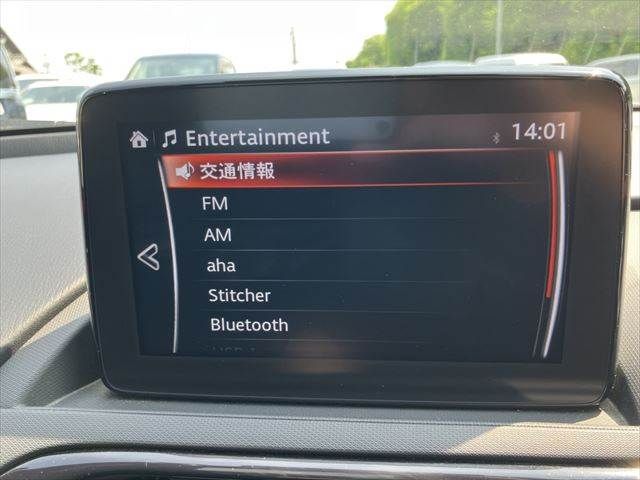 Entertainment 14:01
交通情報
FM
AM
aha
Stitcher
Bluetooth